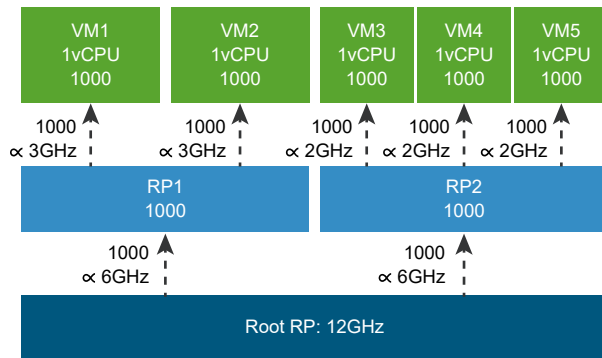 VM1
1vCPU
1000
VM2
1vCPU
1000
VM3
1vCPU
1000
VM4
1vCPU
1000
VM5
1vCPU
1000
1000
∝ 3GHz
1000
∝ 3GHz
1000
∝ 2GHz
1000
∝ 2GHz
1000
∝ 2GHz
RP1
1000
RP2
1000
1000
∝ 6GHz
1000
∝ 6GHz
Root RP: 12GHz